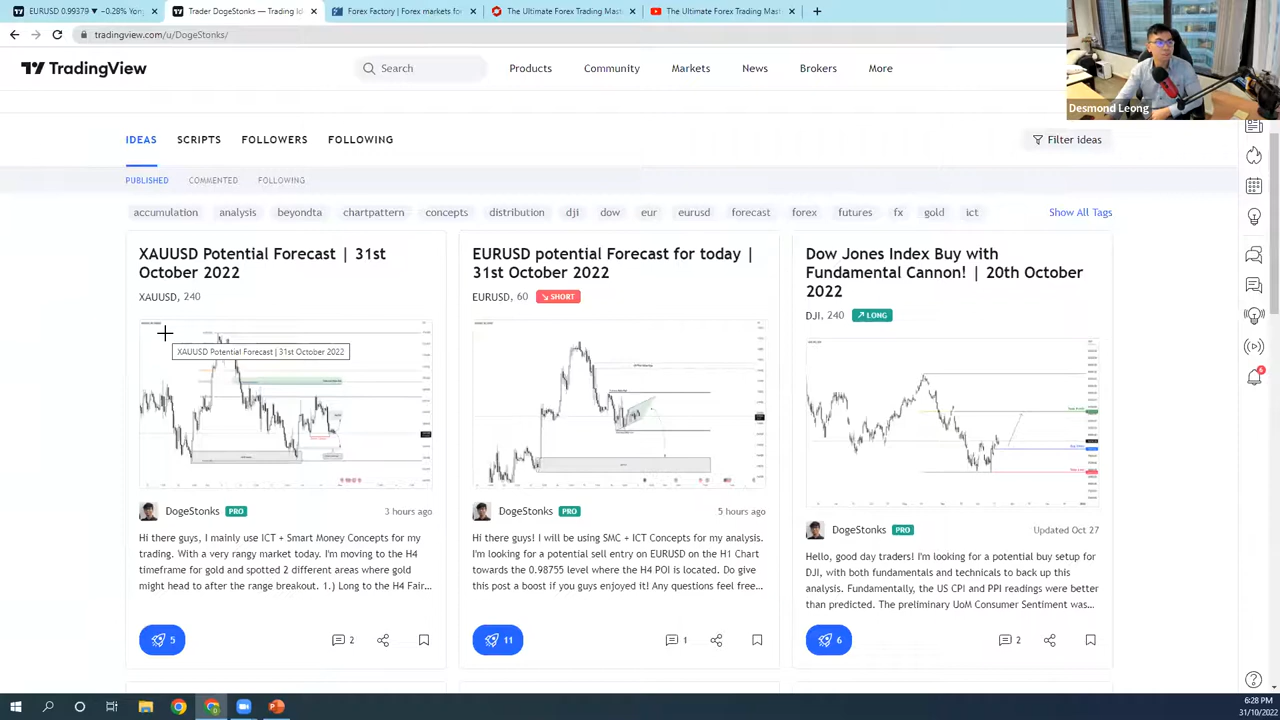 EURUSD 0.99379 ▼ −0.28% Yong
Trader DogeStonks — Trading Id
Forex Factory | Forex markets for
The Ultimate Forex Trading Mast
The Ultimate Forex Trading Mast
tradingview.com/u/DogeStonks/
TradingView
Products
Community
Markets
News
Brokers
More
Desmond Leong
IDEAS
SCRIPTS
FOLLOWERS
FOLLOWING
Filter ideas
PUBLISHED
COMMENTED
FOLLOWING
accumulation
analysis
beyondta
chartpatterns
concepts
distribution
dji
dow
eur
eurusd
forecast
forex
futures
fx
gold
ict
Show All Tags
XAUUSD Potential Forecast | 31st
October 2022
XAUUSD, 240
XAUUSD Potential Forecast | 31st October 2022
DogeStonks PRO
urs ago
Hi there guys, I mainly use ICT + Smart Money Concepts for my
trading. With a very rangy market today. I'm moving to the H4
timeframe for gold and spotted 2 different areas we could
might head to after the range breakout. 1.) Long to the H4 Fair...
5
2
EURUSD potential Forecast for today |
31st October 2022
EURUSD, 60
SHORT
DogeStonks PRO
5 hours ago
Hi there guys! I will be using SMC + ICT Concepts for my analysis.
I'm looking for a potential sell entry on EURUSD on the H1 Chart
towards the 0.98755 level where the H4 POI is located. Do give
this post a boost if you guys enjoyed it! Any questions feel free...
11
1
Dow Jones Index Buy with
Fundamental Cannon! | 20th October
2022
DJI, 240
LONG
DogeStonks PRO
Updated Oct 27
Hello, good day traders! I'm looking for a potential buy setup for
DJI, with both fundamentals and technicals to back up this
analysis. Fundamentally, the US CPI and PPI readings were better
than predicted. The preliminary UoM Consumer Sentiment was...
6
2
6:28 PM
31/10/2022